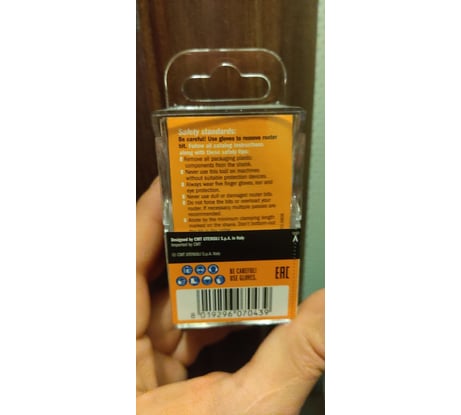 Safety standards:
Be careful! Use gloves to remove router
bit. Follow all catalog instructions
along with these safety tips:
Remove all packaging plastic
components from the shank.
Never use this tool on machines
without suitable protection devices.
Always wear five finger gloves, ear and
eye protection.
Never use dull or damaged router bits.
Do not force the bits or overload your
router. If necessary multiple passes are
recommended.
Abide by the minimum clamping length
marked on the shank. Don't bottom-out
Designed by CMT UTENSILI S.p.A. in Italy
Imported by CMT
© CMT UTENSILI S.p.A.
BE CAREFUL!
USE GLOVES.
EAC
8 019296 070439